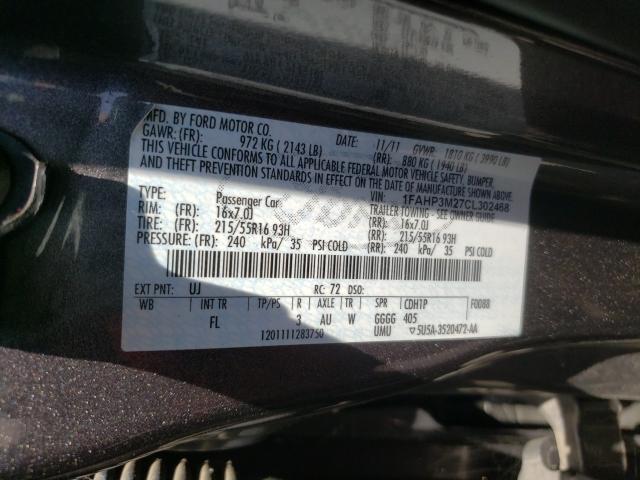 MFD. BY FORD MOTOR CO.
DATE: 11/11 GVWR: 1810 KG (3990 LB)
GAWR: (FR): 972 KG (2143 LB) (RR): 880 KG (1940 LB)
THIS VEHICLE CONFORMS TO ALL APPLICABLE FEDERAL MOTOR VEHICLE SAFETY, BUMPER,
AND THEFT PREVENTION STANDARDS IN EFFECT ON THE DATE OF MANUFACTURE SHOWN ABOVE.
VIN: 1FAHP3M27CL302468
TYPE: Passenger Car TRAILER TOWING - SEE OWNER GUIDE
RIM: (FR): 16x7.0J (RR): 16x7.0J
TIRE: (FR): 215/55R16 93H (RR): 215/55R16 93H
PRESSURE: (FR): 240 kPa/ 35 PSI COLD (RR): 240 kPa/ 35 PSI COLD
EXT PNT: UJ RC: 72 DSO:
WB INT TR TP/PS R AXLE TR SPR CDHTP F0088
FL 3 AU W GGGG 405
1201111283750 UMU ▽5U5A-3520472-AA